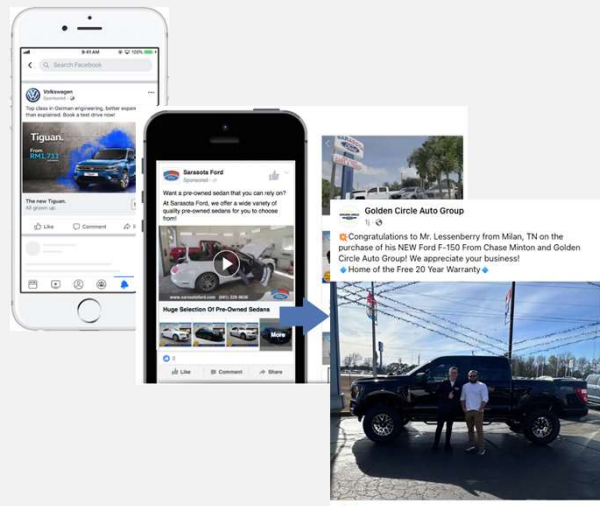 9:41 AM
100%
Search Facebook
Volkswagen
Sponsored
Top class in German engineering, better
than explained. Book a test drive now!
Tiguan.
From
RM1,713
The new Tiguan.
All grown up.
Like Comment
Sarasota Ford
Sponsored
Want a pre-owned sedan that you can rely on?
At Sarasota Ford, we offer a wide variety of
quality pre-owned sedans for you to choose
from!
www.sarasotaford.com
Huge Selection Of Pre-Owned Sedans
More
Like Comment Share
Golden Circle Auto Group
💥Congratulations to Mr. Lessenberry from Milan, TN on the
purchase of his NEW Ford F-150 From Chase Minton and Golden
Circle Auto Group! We appreciate your business!
🔹Home of the Free 20 Year Warranty🔹